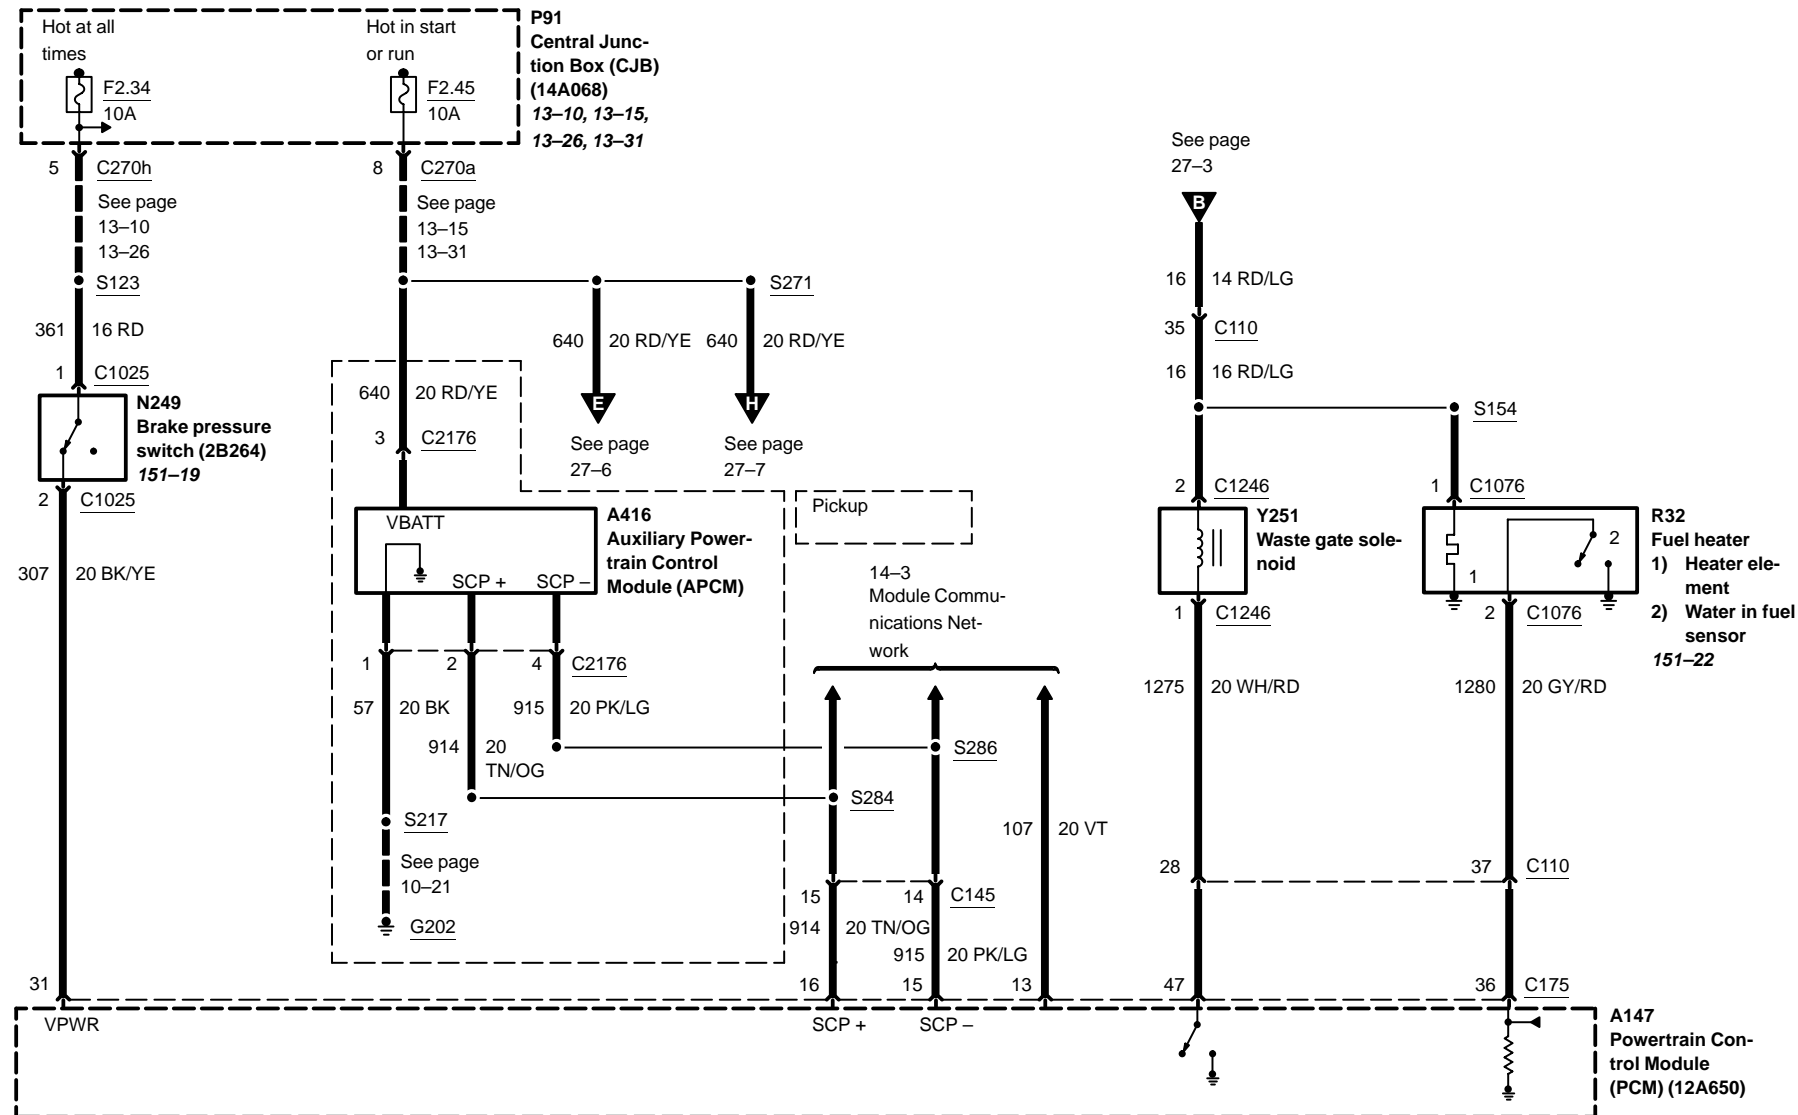 Hot at all
times
F2.34
10A
Hot in start
or run
F2.45
10A
P91
Central Junc-
tion Box (CJB)
(14A068)
13–10, 13–15,
13–26, 13–31
5
C270h
See page
13–10
13–26
S123
361
16 RD
1
C1025
N249
Brake pressure
switch (2B264)
151–19
2
C1025
307
20 BK/YE
8
C270a
See page
13–15
13–31
S271
640
20 RD/YE
640
20 RD/YE
E
H
See page
27–6
See page
27–7
640
20 RD/YE
3
C2176
VBATT
SCP +
SCP –
A416
Auxiliary Power-
train Control
Module (APCM)
Pickup
14–3
Module Commu-
nications Net-
work
1
2
4
C2176
57
20 BK
915
20 PK/LG
914
20
TN/OG
S286
S284
S217
See page
10–21
G202
107
20 VT
15
14
C145
914
20 TN/OG
915
20 PK/LG
See page
27–3
B
16
14 RD/LG
35
C110
16
16 RD/LG
S154
2
C1246
1
C1076
Y251
Waste gate sole-
noid
1
2
R32
Fuel heater
1) Heater ele-
ment
2) Water in fuel
sensor
151–22
1
C1246
2
C1076
1275
20 WH/RD
1280
20 GY/RD
28
37
C110
31
16
15
13
47
36
C175
VPWR
SCP +
SCP –
A147
Powertrain Con-
trol Module
(PCM) (12A650)